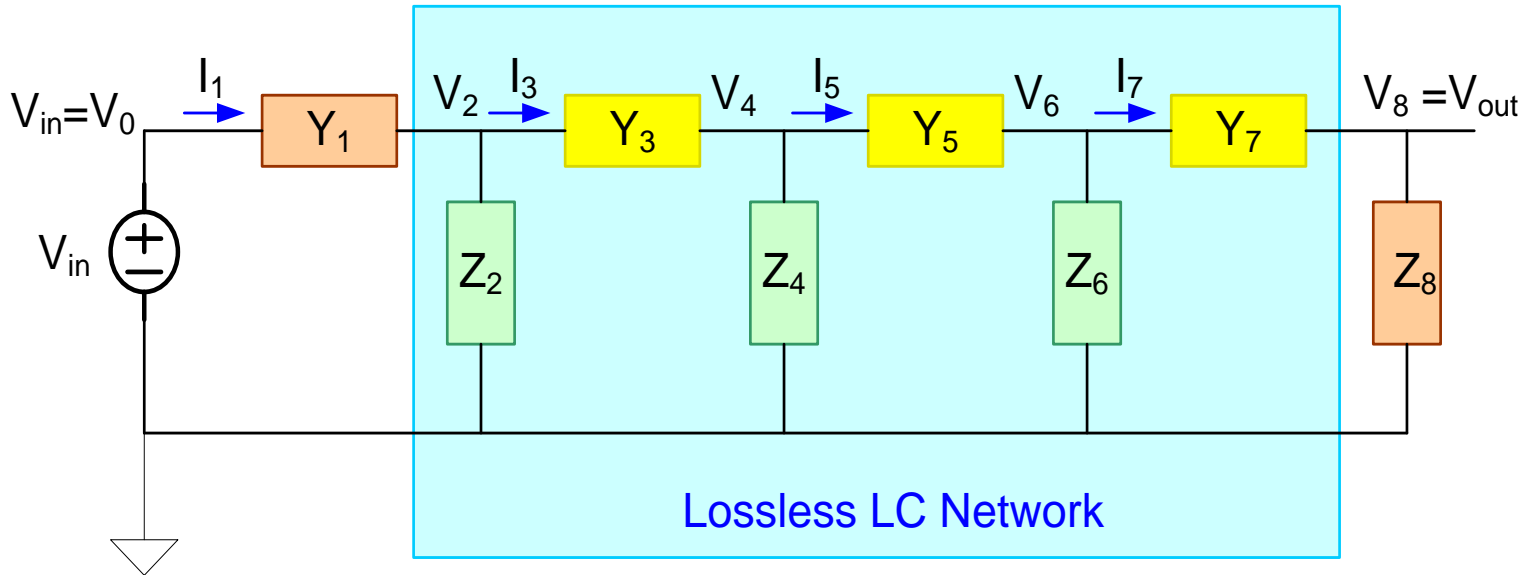 I₁
I₃
I₅
I₇
Vin=V₀
V₂
V₄
V₆
V₈ =Vout
Y₁
Y₃
Y₅
Y₇
Vin
+
−
Z₂
Z₄
Z₆
Z₈
Lossless LC Network